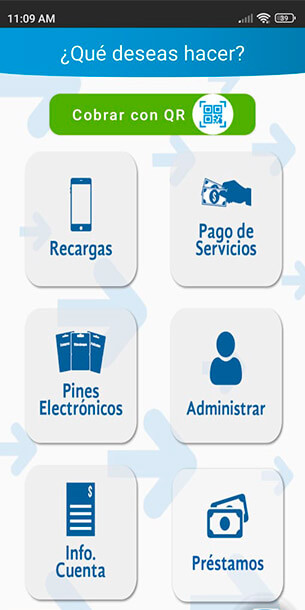 11:09 AM
¿Qué deseas hacer?
Cobrar con QR
Recargas
Pago de
Servicios
Pines
Electrónicos
Administrar
$
Info.
Cuenta
Préstamos